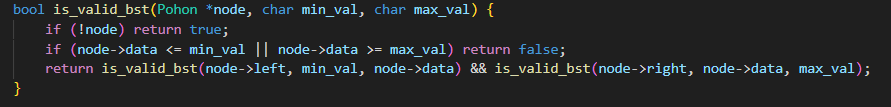 bool is_valid_bst(Pohon *node, char min_val, char max_val) {
    if (!node) return true;
    if (node->data <= min_val || node->data >= max_val) return false;
    return is_valid_bst(node->left, min_val, node->data) && is_valid_bst(node->right, node->data, max_val);
}